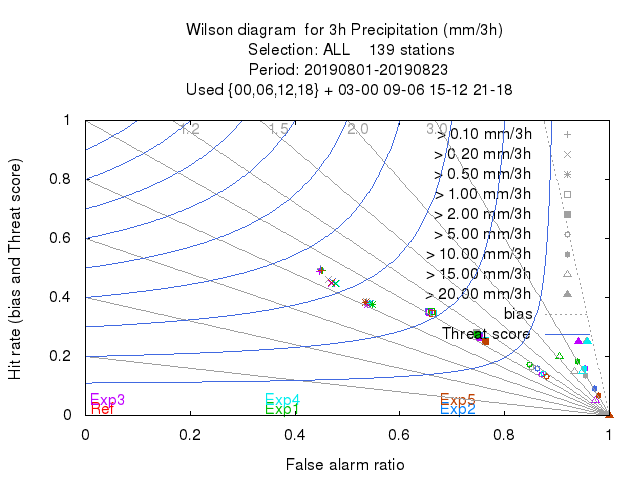 Wilson diagram for 3h Precipitation (mm/3h)
Selection: ALL 139 stations
Period: 20190801-20190823
Used {00,06,12,18} + 03-00 09-06 15-12 21-18
1.2 1.5 2.0 3.0
> 0.10 mm/3h
> 0.20 mm/3h
> 0.50 mm/3h
> 1.00 mm/3h
> 2.00 mm/3h
> 5.00 mm/3h
> 10.00 mm/3h
> 15.00 mm/3h
> 20.00 mm/3h
bias
Threat score
1
0.8
0.6
0.4
0.2
0
Hit rate (bias and Threat score)
Exp3 Exp4 Exp5
Ref Exp1 Exp2
0 0.2 0.4 0.6 0.8 1
False alarm ratio